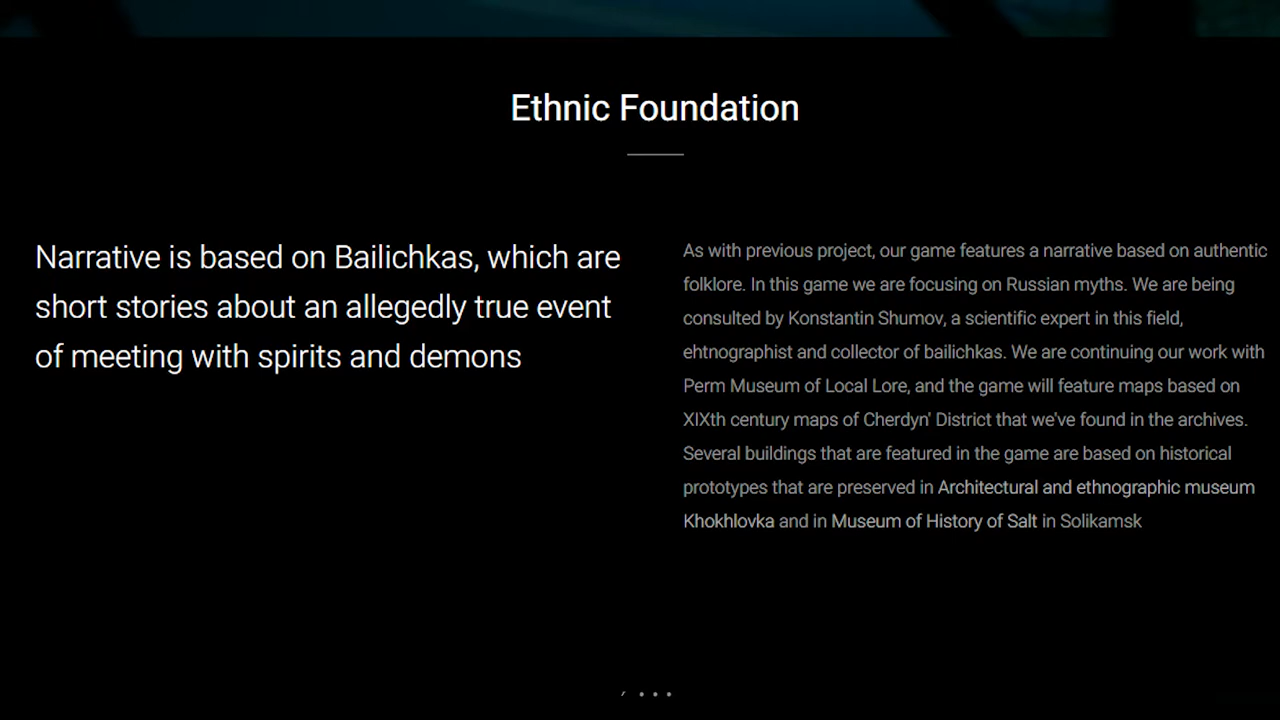 Ethnic Foundation
Narrative is based on Bailichkas, which are
short stories about an allegedly true event
of meeting with spirits and demons
As with previous project, our game features a narrative based on authentic
folklore. In this game we are focusing on Russian myths. We are being
consulted by Konstantin Shumov, a scientific expert in this field,
ehtnographist and collector of bailichkas. We are continuing our work with
Perm Museum of Local Lore, and the game will feature maps based on
XIXth century maps of Cherdyn' District that we've found in the archives.
Several buildings that are featured in the game are based on historical
prototypes that are preserved in Architectural and ethnographic museum
Khokhlovka and in Museum of History of Salt in Solikamsk